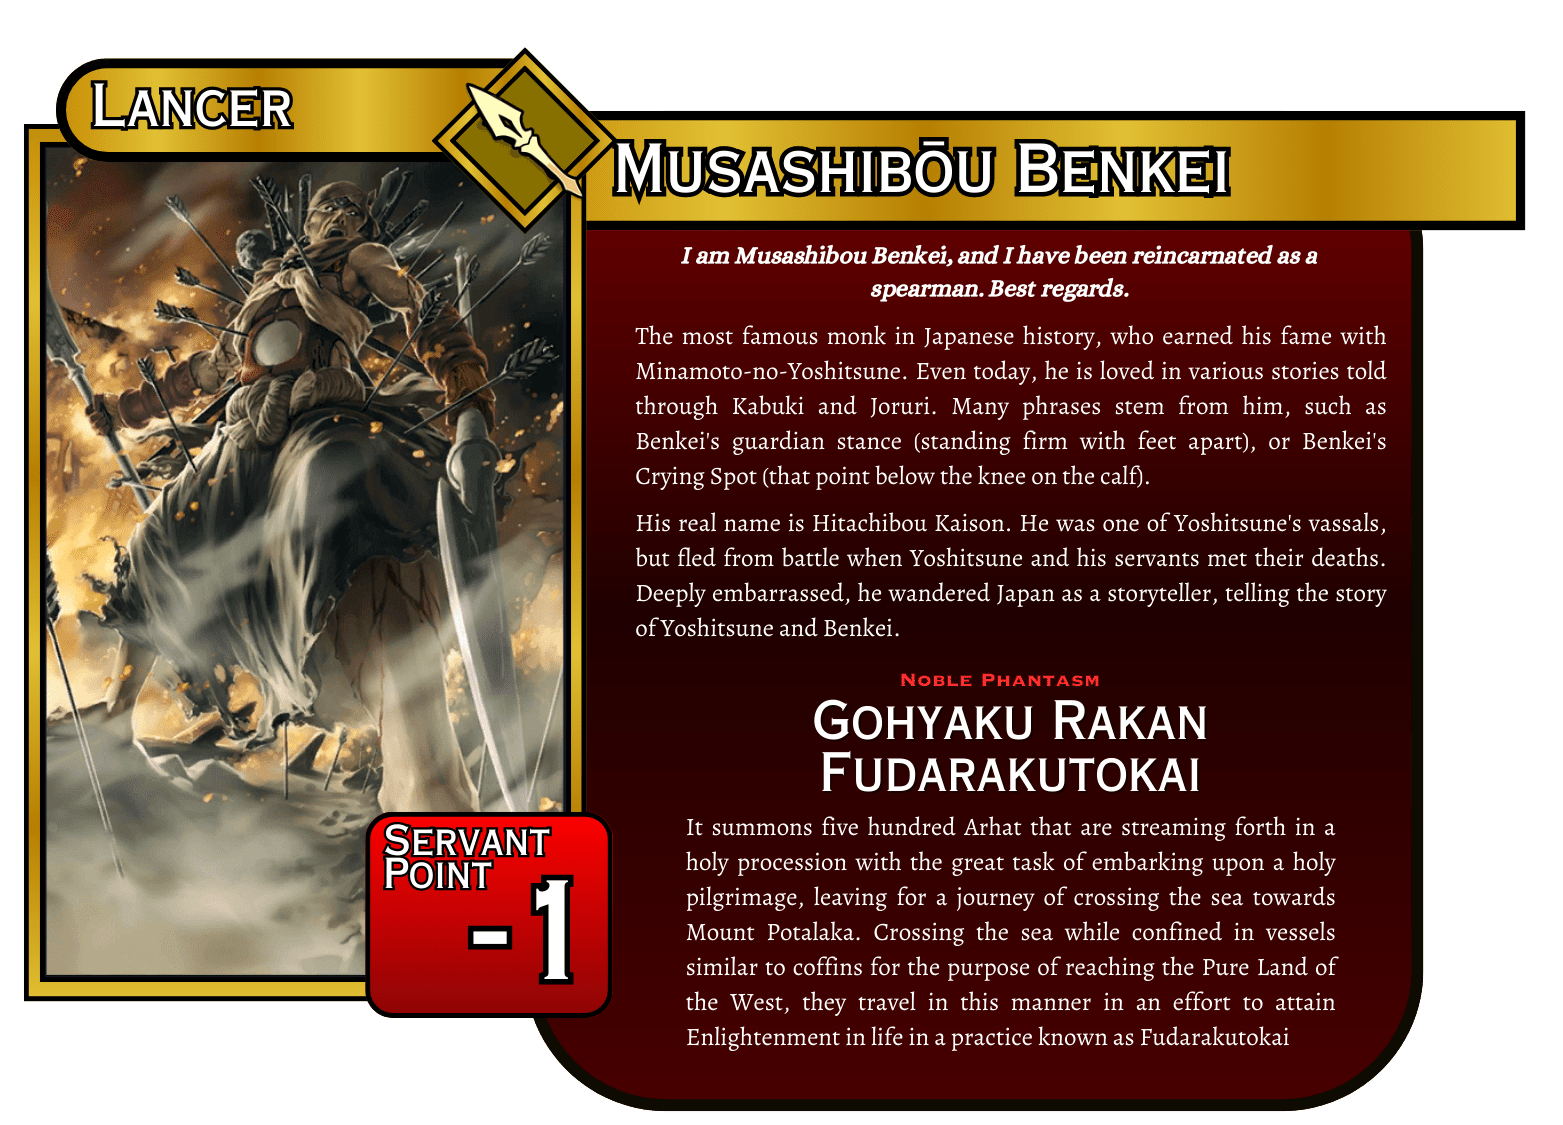 LANCER
MUSASHIBŌU BENKEI
I am Musashibou Benkei, and I have been reincarnated as a
spearman. Best regards.
The most famous monk in Japanese history, who earned his fame with
Minamoto-no-Yoshitsune. Even today, he is loved in various stories told
through Kabuki and Joruri. Many phrases stem from him, such as
Benkei's guardian stance (standing firm with feet apart), or Benkei's
Crying Spot (that point below the knee on the calf).
His real name is Hitachibou Kaison. He was one of Yoshitsune's vassals,
but fled from battle when Yoshitsune and his servants met their deaths.
Deeply embarrassed, he wandered Japan as a storyteller, telling the story
of Yoshitsune and Benkei.
NOBLE PHANTASM
GOHYAKU RAKAN
FUDARAKUTOKAI
It summons five hundred Arhat that are streaming forth in a
holy procession with the great task of embarking upon a holy
pilgrimage, leaving for a journey of crossing the sea towards
Mount Potalaka. Crossing the sea while confined in vessels
similar to coffins for the purpose of reaching the Pure Land of
the West, they travel in this manner in an effort to attain
Enlightenment in life in a practice known as Fudarakutokai
SERVANT
POINT
-1